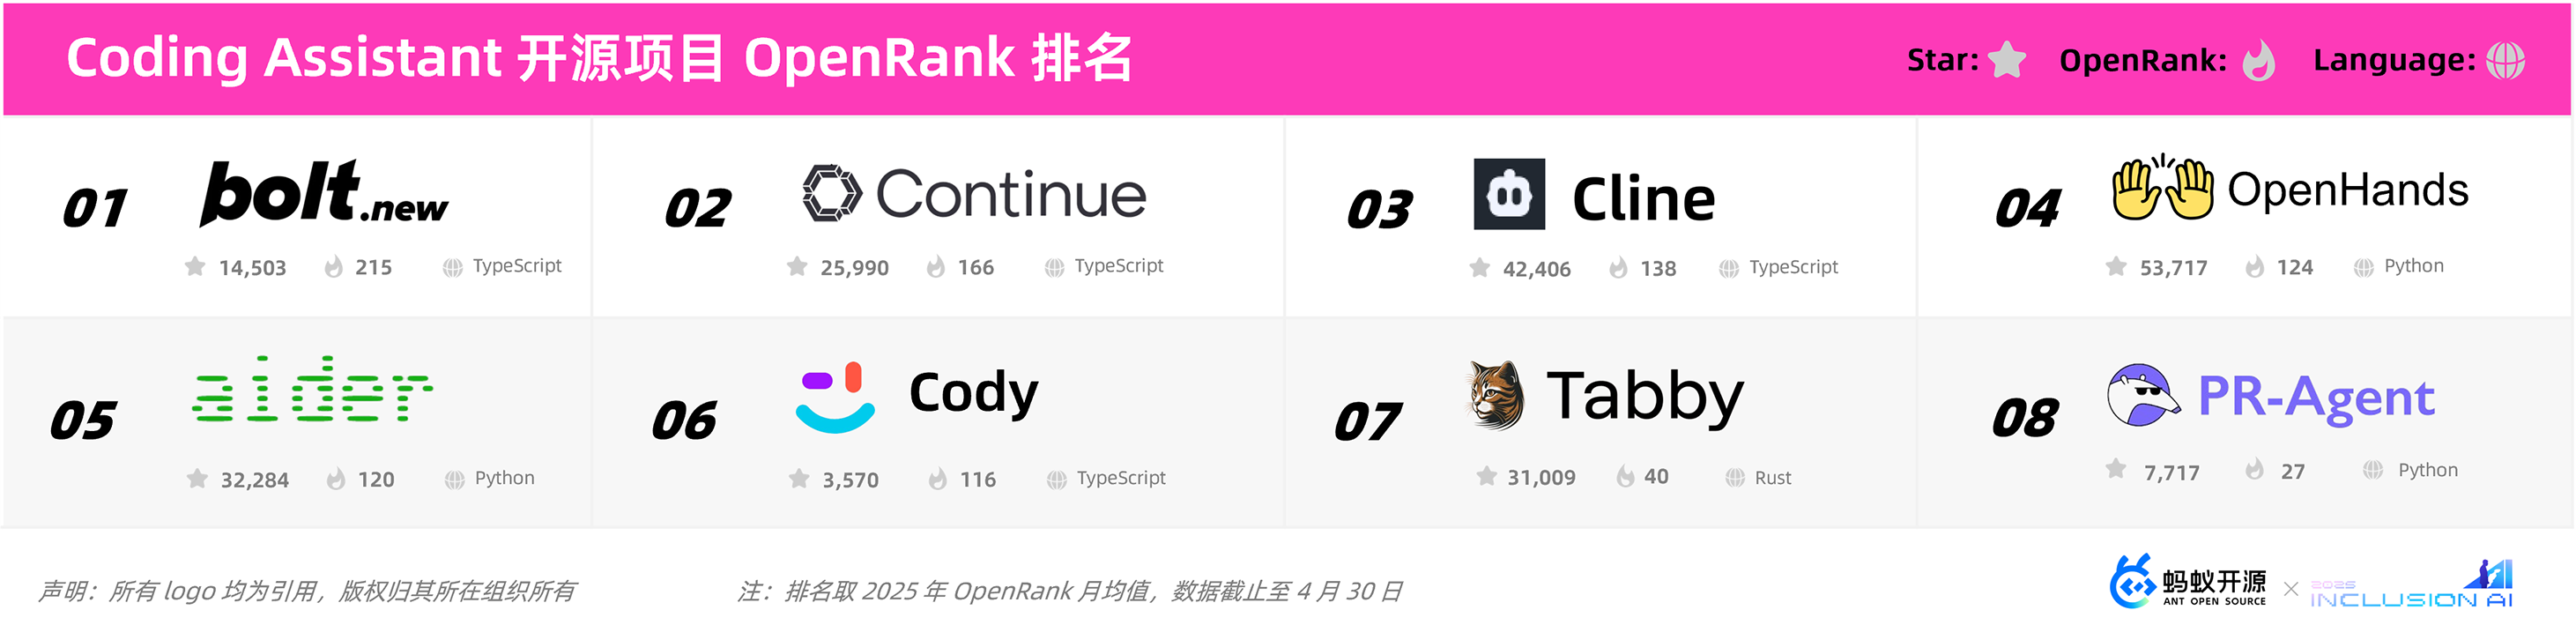 Coding Assistant 开源项目 OpenRank 排名
Star: OpenRank: Language:
01 bolt.new
14,503 215 TypeScript
02 Continue
25,990 166 TypeScript
03 Cline
42,406 138 TypeScript
04 OpenHands
53,717 124 Python
05 aider
32,284 120 Python
06 Cody
3,570 116 TypeScript
07 Tabby
31,009 40 Rust
08 PR-Agent
7,717 27 Python
声明：所有 logo 均为引用，版权归其所在组织所有
注：排名取 2025 年 OpenRank 月均值，数据截止至 4 月 30 日
蚂蚁开源
ANT OPEN SOURCE
×
2025
INCLUSION AI